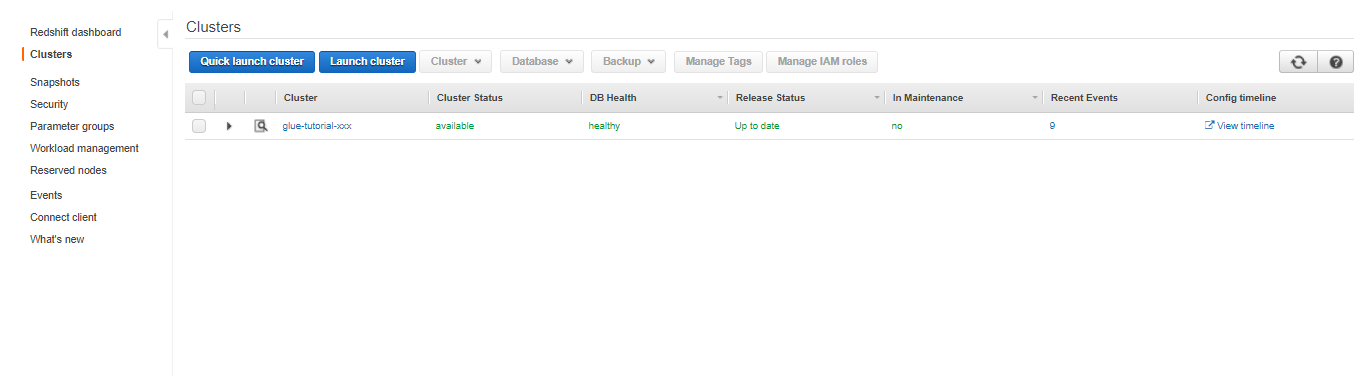 Redshift dashboard
Clusters
Snapshots
Security
Parameter groups
Workload management
Reserved nodes
Events
Connect client
What's new
Clusters
Quick launch cluster Launch cluster Cluster Database Backup Manage Tags Manage IAM roles
Cluster Cluster Status DB Health Release Status In Maintenance Recent Events Config timeline
glue-tutorial-xxx available healthy Up to date no 9 View timeline